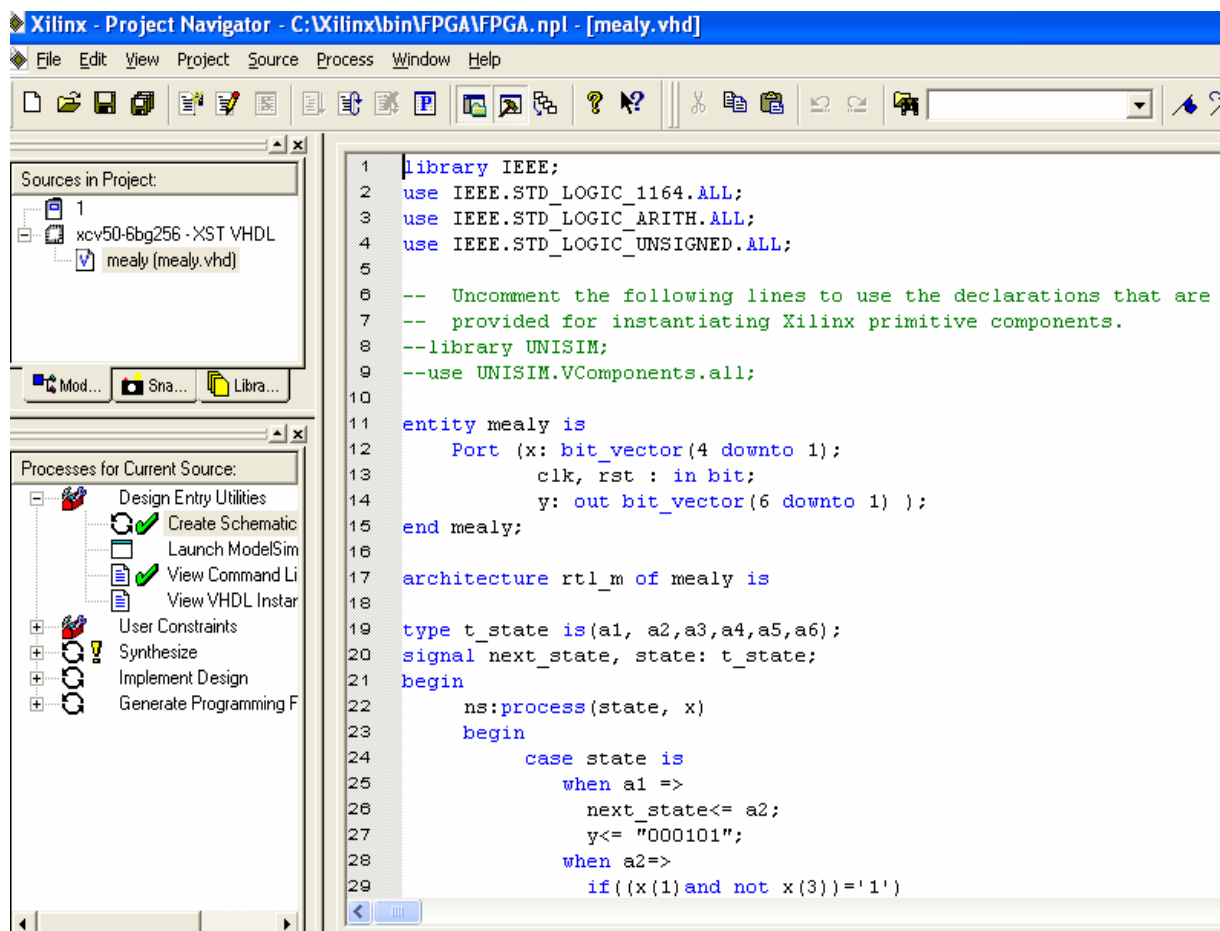 Xilinx - Project Navigator - C:\Xilinx\bin\FPGA\FPGA.npl - [mealy.vhd]
File Edit View Project Source Process Window Help
Sources in Project:
1
xcv50-6bg256 - XST VHDL
mealy (mealy.vhd)
Mod... Sna... Libra...
Processes for Current Source:
Design Entry Utilities
Create Schematic
Launch ModelSim
View Command Li
View VHDL Instar
User Constraints
Synthesize
Implement Design
Generate Programming F
1 library IEEE;
2 use IEEE.STD_LOGIC_1164.ALL;
3 use IEEE.STD_LOGIC_ARITH.ALL;
4 use IEEE.STD_LOGIC_UNSIGNED.ALL;
5
6 --  Uncomment the following lines to use the declarations that are
7 --  provided for instantiating Xilinx primitive components.
8 --library UNISIM;
9 --use UNISIM.VComponents.all;
10
11 entity mealy is
12     Port (x: bit_vector(4 downto 1);
13            clk, rst : in bit;
14            y: out bit_vector(6 downto 1) );
15 end mealy;
16
17 architecture rtl_m of mealy is
18
19 type t_state is(a1, a2,a3,a4,a5,a6);
20 signal next_state, state: t_state;
21 begin
22      ns:process(state, x)
23      begin
24           case state is
25              when a1 =>
26                next_state<= a2;
27                y<= "000101";
28              when a2=>
29                if((x(1)and not x(3))='1')